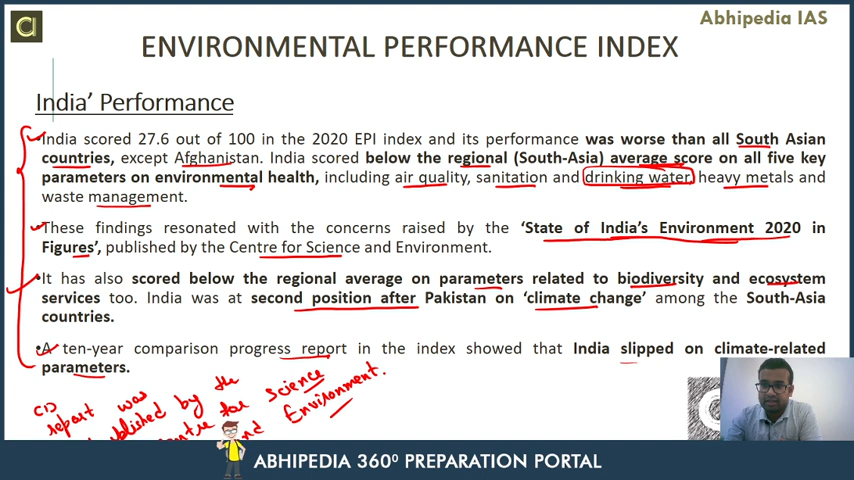 Abhipedia IAS
ENVIRONMENTAL PERFORMANCE INDEX
India' Performance
•India scored 27.6 out of 100 in the 2020 EPI index and its performance was worse than all South Asian
countries, except Afghanistan. India scored below the regional (South-Asia) average score on all five key
parameters on environmental health, including air quality, sanitation and drinking water, heavy metals and
waste management.
•These findings resonated with the concerns raised by the 'State of India's Environment 2020 in
Figures', published by the Centre for Science and Environment.
•It has also scored below the regional average on parameters related to biodiversity and ecosystem
services too. India was at second position after Pakistan on 'climate change' among the South-Asia
countries.
•A ten-year comparison progress report in the index showed that India slipped on climate-related
parameters.
(1)
report was
published by the
Centre for Science
and Environment.
ABHIPEDIA 360⁰ PREPARATION PORTAL